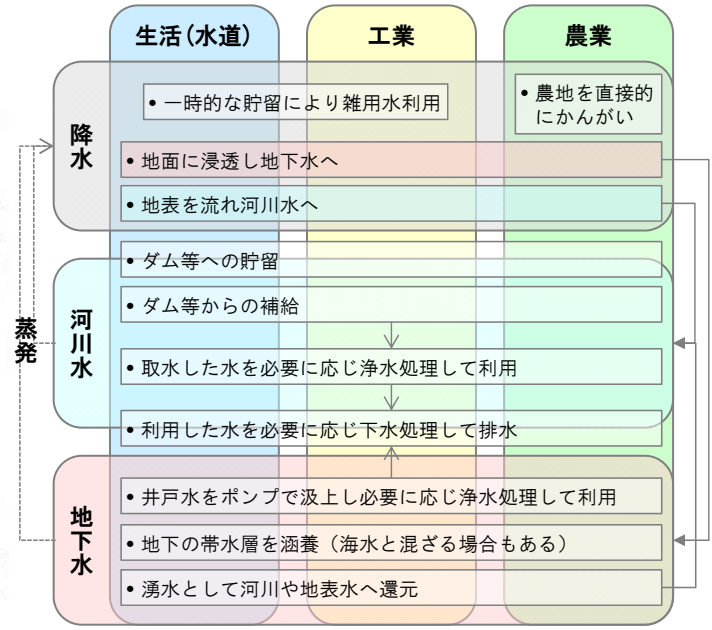 生活(水道)
工業
農業
降水
• 一時的な貯留により雑用水利用
• 農地を直接的
にかんがい
• 地面に浸透し地下水へ
• 地表を流れ河川水へ
蒸発
河川水
• ダム等への貯留
• ダム等からの補給
• 取水した水を必要に応じ浄水処理して利用
• 利用した水を必要に応じ下水処理して排水
地下水
• 井戸水をポンプで汲上し必要に応じ浄水処理して利用
• 地下の帯水層を涵養（海水と混ざる場合もある）
• 湧水として河川や地表水へ還元